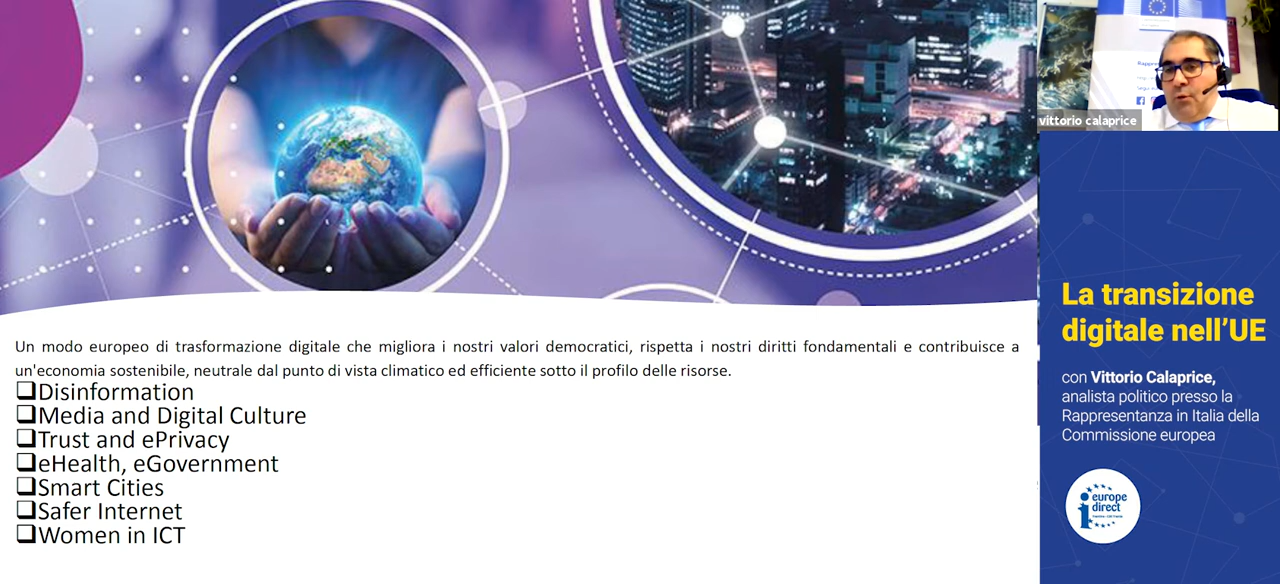 Un modo europeo di trasformazione digitale che migliora i nostri valori democratici, rispetta i nostri diritti fondamentali e contribuisce a
un'economia sostenibile, neutrale dal punto di vista climatico ed efficiente sotto il profilo delle risorse.
❑Disinformation
❑Media and Digital Culture
❑Trust and ePrivacy
❑eHealth, eGovernment
❑Smart Cities
❑Safer Internet
❑Women in ICT
vittorio calaprice
La transizione
digitale nell'UE
con Vittorio Calaprice,
analista politico presso la
Rappresentanza in Italia della
Commissione europea
europe
direct